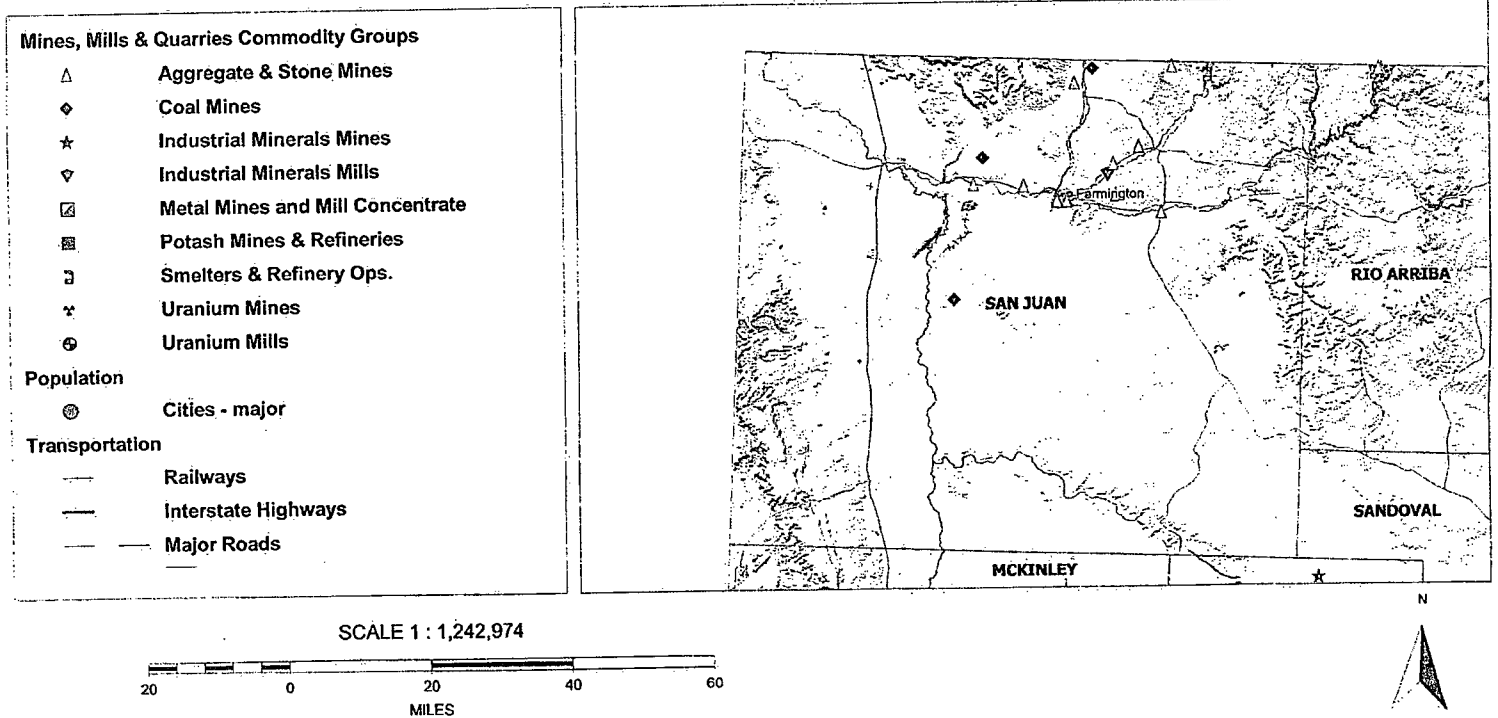 Mines, Mills & Quarries Commodity Groups
Aggregate & Stone Mines
Coal Mines
Industrial Minerals Mines
Industrial Minerals Mills
Metal Mines and Mill Concentrate
Potash Mines & Refineries
Smelters & Refinery Ops.
Uranium Mines
Uranium Mills
Population
Cities - major
Transportation
Railways
Interstate Highways
Major Roads
Farmington
RIO ARRIBA
SAN JUAN
SANDOVAL
MCKINLEY
N
SCALE 1 : 1,242,974
20 0 20 40 60
MILES